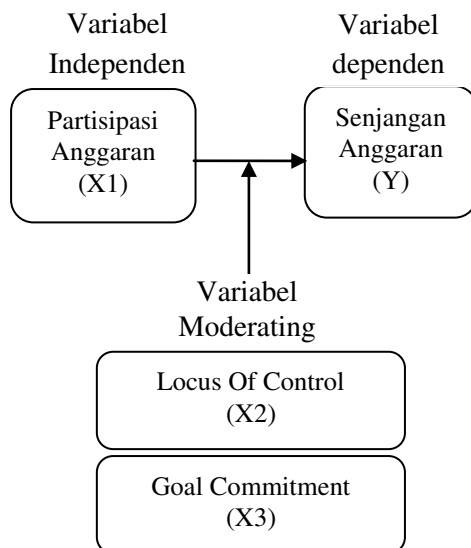 Variabel
Independen
Variabel
dependen
Partisipasi
Anggaran
(X1)
Senjangan
Anggaran
(Y)
Variabel
Moderating
Locus Of Control
(X2)
Goal Commitment
(X3)